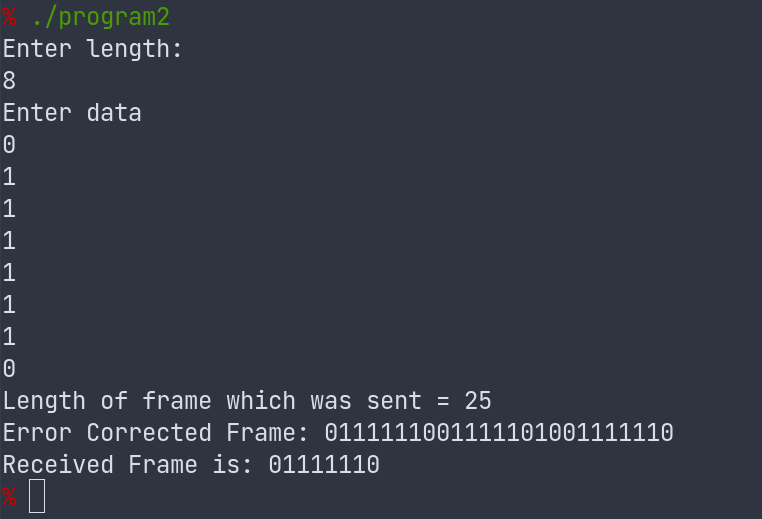 % ./program2
Enter length:
8
Enter data
0
1
1
1
1
1
1
0
Length of frame which was sent = 25
Error Corrected Frame: 0111111001111101001111110
Received Frame is: 01111110
%